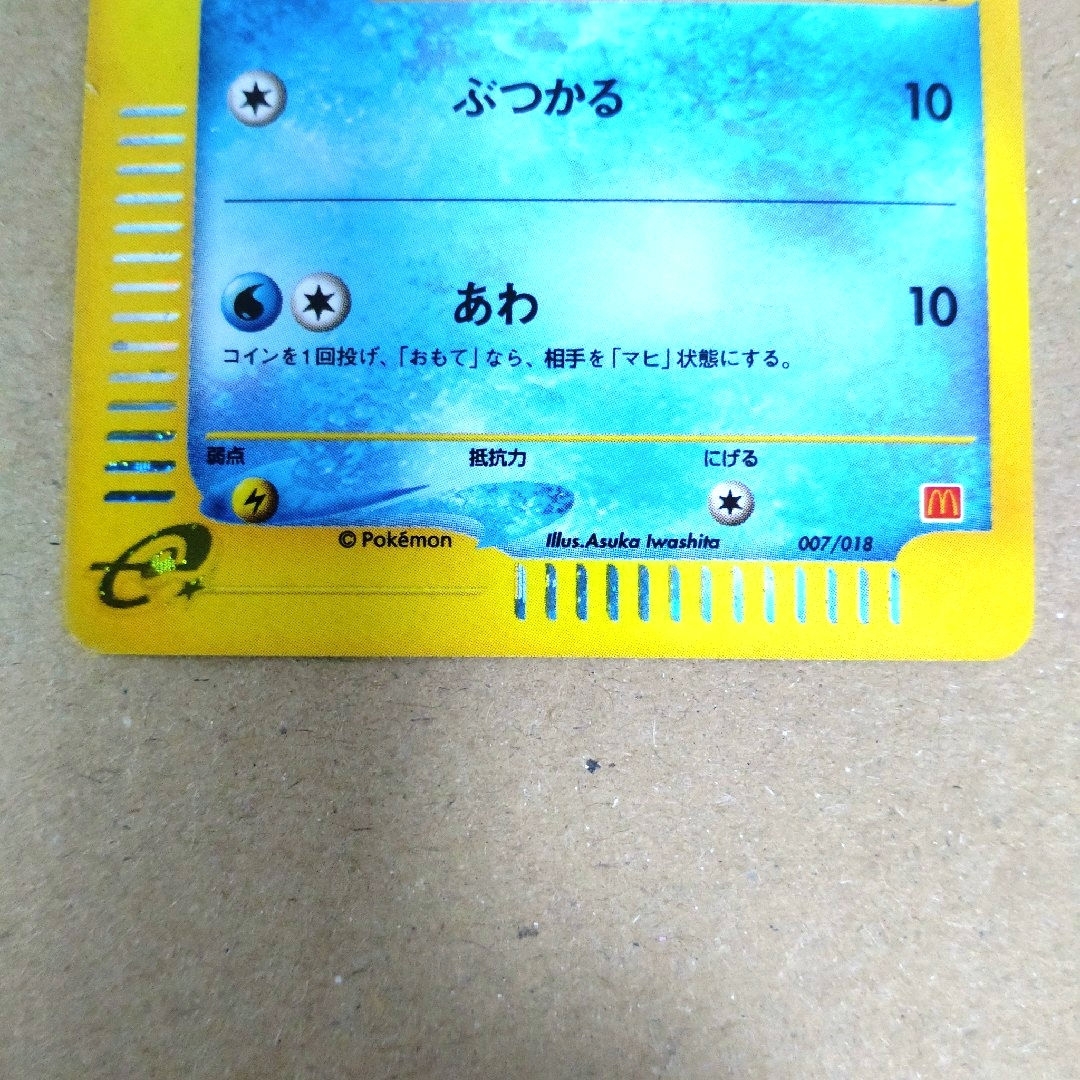 ぶつかる 10
あわ 10
コインを1回投げ、「おもて」なら、相手を「マヒ」状態にする。
弱点 抵抗力 にげる
© Pokémon Illus.Asuka Iwashita 007/018